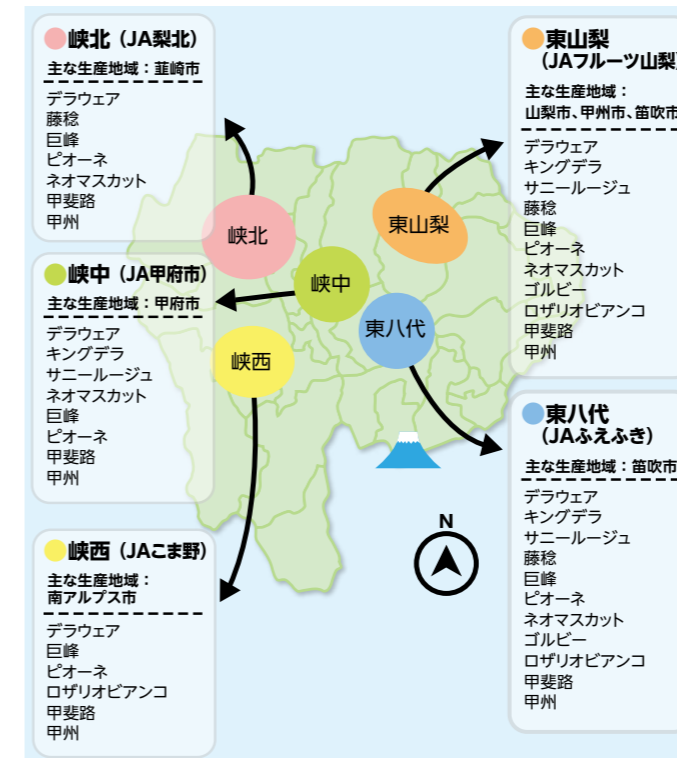 峡北（JA梨北）
主な生産地域：韮崎市
デラウェア
藤稔
巨峰
ピオーネ
ネオマスカット
甲斐路
甲州
峡中（JA甲府市）
主な生産地域：甲府市
デラウェア
キングデラ
サニールージュ
ネオマスカット
巨峰
ピオーネ
甲斐路
甲州
峡西（JAこま野）
主な生産地域：
南アルプス市
デラウェア
巨峰
ピオーネ
ロザリオビアンコ
甲斐路
甲州
峡北
東山梨
峡中
東八代
峡西
N
東山梨
（JAフルーツ山梨）
主な生産地域：
山梨市、甲州市、笛吹市
デラウェア
キングデラ
サニールージュ
藤稔
巨峰
ピオーネ
ネオマスカット
ゴルビー
ロザリオビアンコ
甲斐路
甲州
東八代
（JAふえふき）
主な生産地域：笛吹市
デラウェア
キングデラ
サニールージュ
藤稔
巨峰
ピオーネ
ネオマスカット
ゴルビー
ロザリオビアンコ
甲斐路
甲州